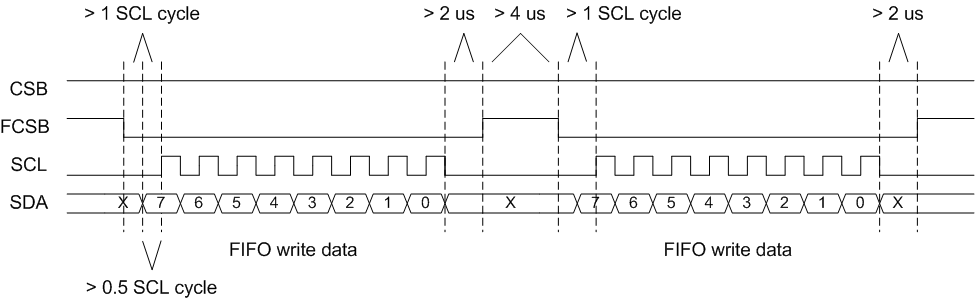 > 1 SCL cycle > 2 us > 4 us > 1 SCL cycle > 2 us
CSB
FCSB
SCL
SDA X 7 6 5 4 3 2 1 0 X 7 6 5 4 3 2 1 0 X
FIFO write data FIFO write data
> 0.5 SCL cycle